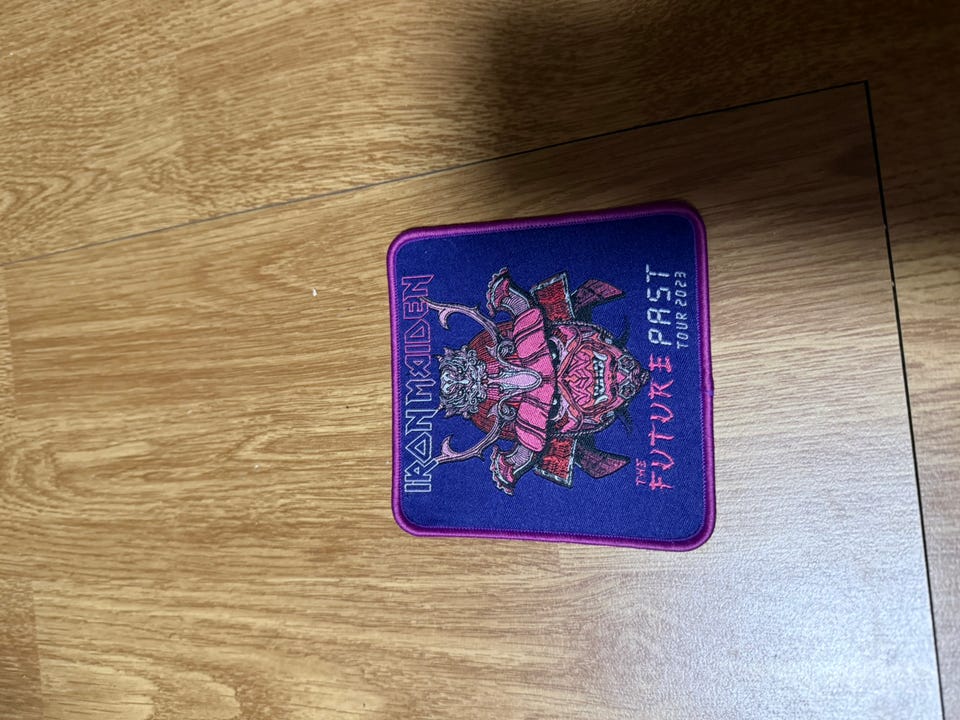 IRON MAIDEN
THE
FUTURE PAST
TOUR 2023